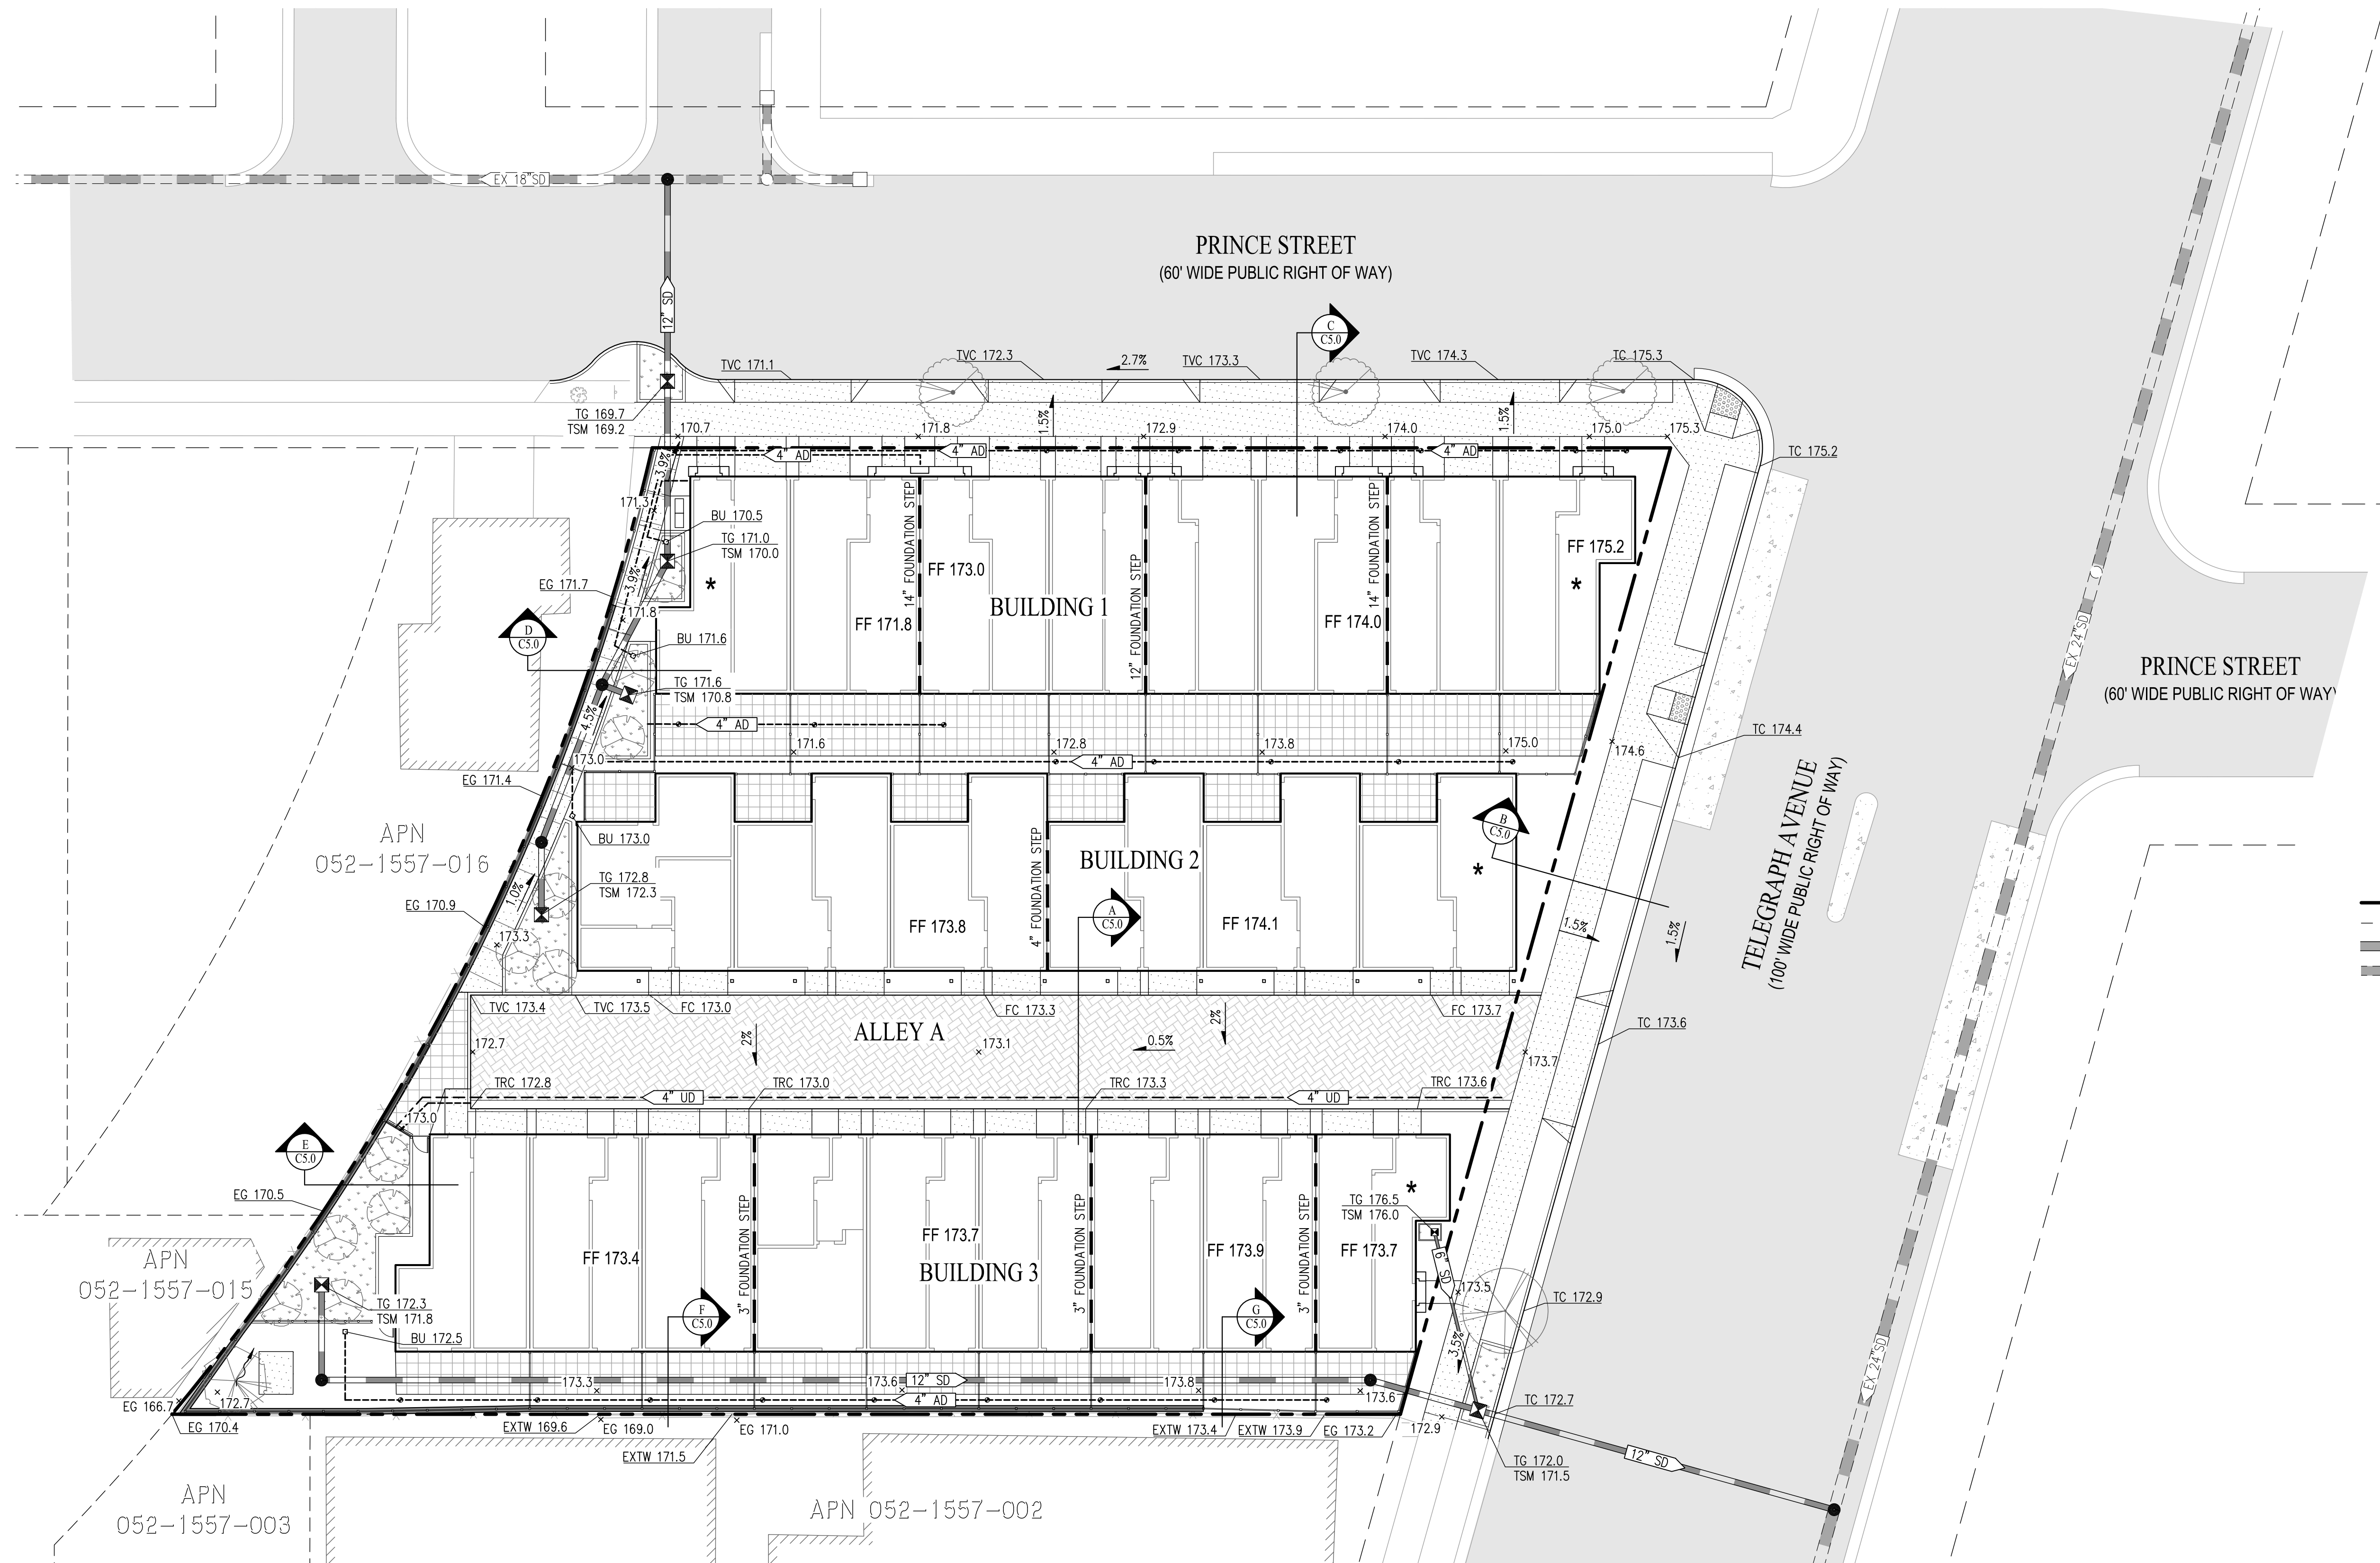 EX 18"SD
PRINCE STREET
(60' WIDE PUBLIC RIGHT OF WAY)
12" SD
C
C5.0
TVC 171.1
TVC 172.3
2.7%
TVC 173.3
TVC 174.3
TC 175.3
TG 169.7
TSM 169.2
1.5%
1.5%
170.7
171.8
172.9
174.0
175.0
175.3
TC 175.2
4" AD
4" AD
4" AD
3.9%
171.3
BU 170.5
TG 171.0
TSM 170.0
EG 171.7
3.9%
171.8
*
14" FOUNDATION STEP
FF 173.0
FF 171.8
BUILDING 1
12" FOUNDATION STEP
14" FOUNDATION STEP
FF 174.0
FF 175.2
*
D
C5.0
BU 171.6
TG 171.6
TSM 170.8
4.5%
4" AD
171.6
172.8
173.8
175.0
174.6
TC 174.4
173.0
4" AD
EX 24"SD
PRINCE STREET
(60' WIDE PUBLIC RIGHT OF WAY)
EG 171.4
APN
052-1557-016
BU 173.0
TG 172.8
TSM 172.3
1.0%
EG 170.9
173.3
FF 173.8
4" FOUNDATION STEP
BUILDING 2
A
C5.0
FF 174.1
B
C5.0
*
1.5%
1.5%
TELEGRAPH AVENUE
(100' WIDE PUBLIC RIGHT OF WAY)
TVC 173.4
TVC 173.5
FC 173.0
FC 173.3
FC 173.7
TC 173.6
172.7
2%
ALLEY A
173.1
0.5%
2%
173.7
TRC 172.8
TRC 173.0
TRC 173.3
TRC 173.6
4" UD
4" UD
173.0
E
C5.0
EG 170.5
APN
052-1557-015
FF 173.4
3" FOUNDATION STEP
FF 173.7
BUILDING 3
3" FOUNDATION STEP
FF 173.9
3" FOUNDATION STEP
FF 173.7
*
TG 176.5
TSM 176.0
6" SD
173.5
TC 172.9
3.5%
F
C5.0
G
C5.0
TG 172.3
TSM 171.8
BU 172.5
173.3
173.6
12" SD
173.8
173.6
4" AD
EG 166.7
172.7
EG 170.4
EXTW 169.6
EG 169.0
EXTW 171.5
EG 171.0
EXTW 173.4
EXTW 173.9
EG 173.2
172.9
TC 172.7
TG 172.0
TSM 171.5
12" SD
EX 24"SD
APN
052-1557-003
APN 052-1557-002